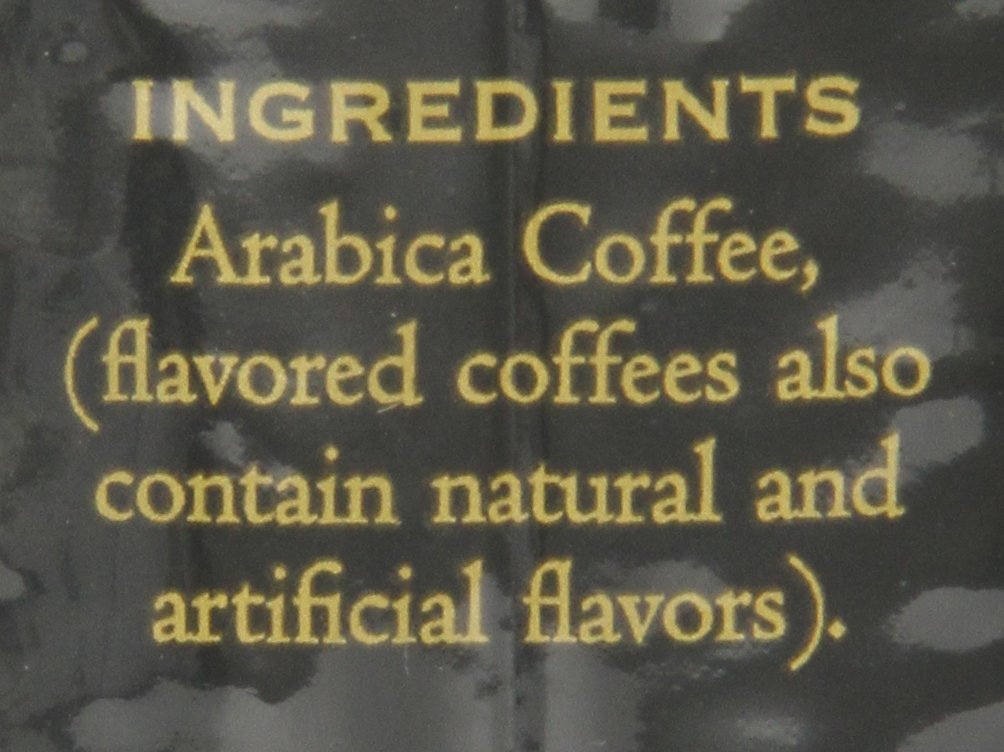 INGREDIENTS
Arabica Coffee,
(flavored coffees also
contain natural and
artificial flavors).